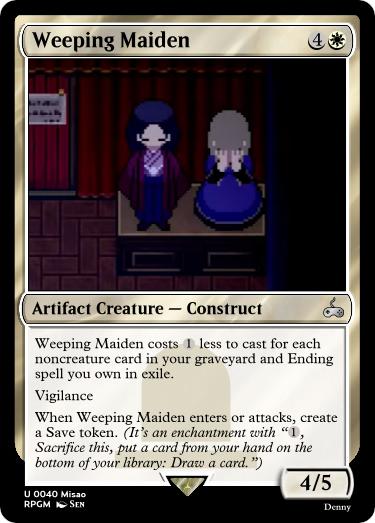 Weeping Maiden 4
Artifact Creature — Construct
Weeping Maiden costs 1 less to cast for each
noncreature card in your graveyard and Ending
spell you own in exile.
Vigilance
When Weeping Maiden enters or attacks, create
a Save token. (It's an enchantment with “1,
Sacrifice this, put a card from your hand on the
bottom of your library: Draw a card.”)
4/5
U 0040 Misao
RPGM SEN
Denny